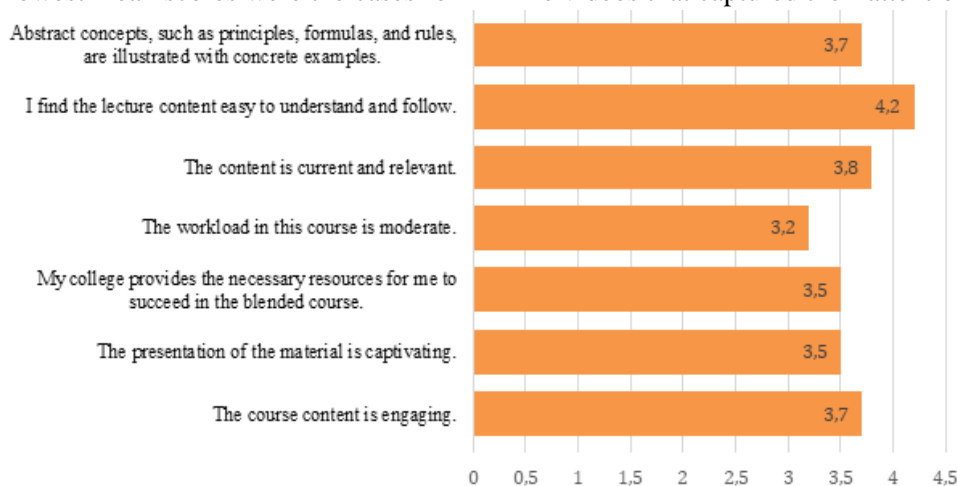 Abstract concepts, such as principles, formulas, and rules,
are illustrated with concrete examples.
3,7
I find the lecture content easy to understand and follow.
4,2
The content is current and relevant.
3,8
The workload in this course is moderate.
3,2
My college provides the necessary resources for me to
succeed in the blended course.
3,5
The presentation of the material is captivating.
3,5
The course content is engaging.
3,7
0 0,5 1 1,5 2 2,5 3 3,5 4 4,5